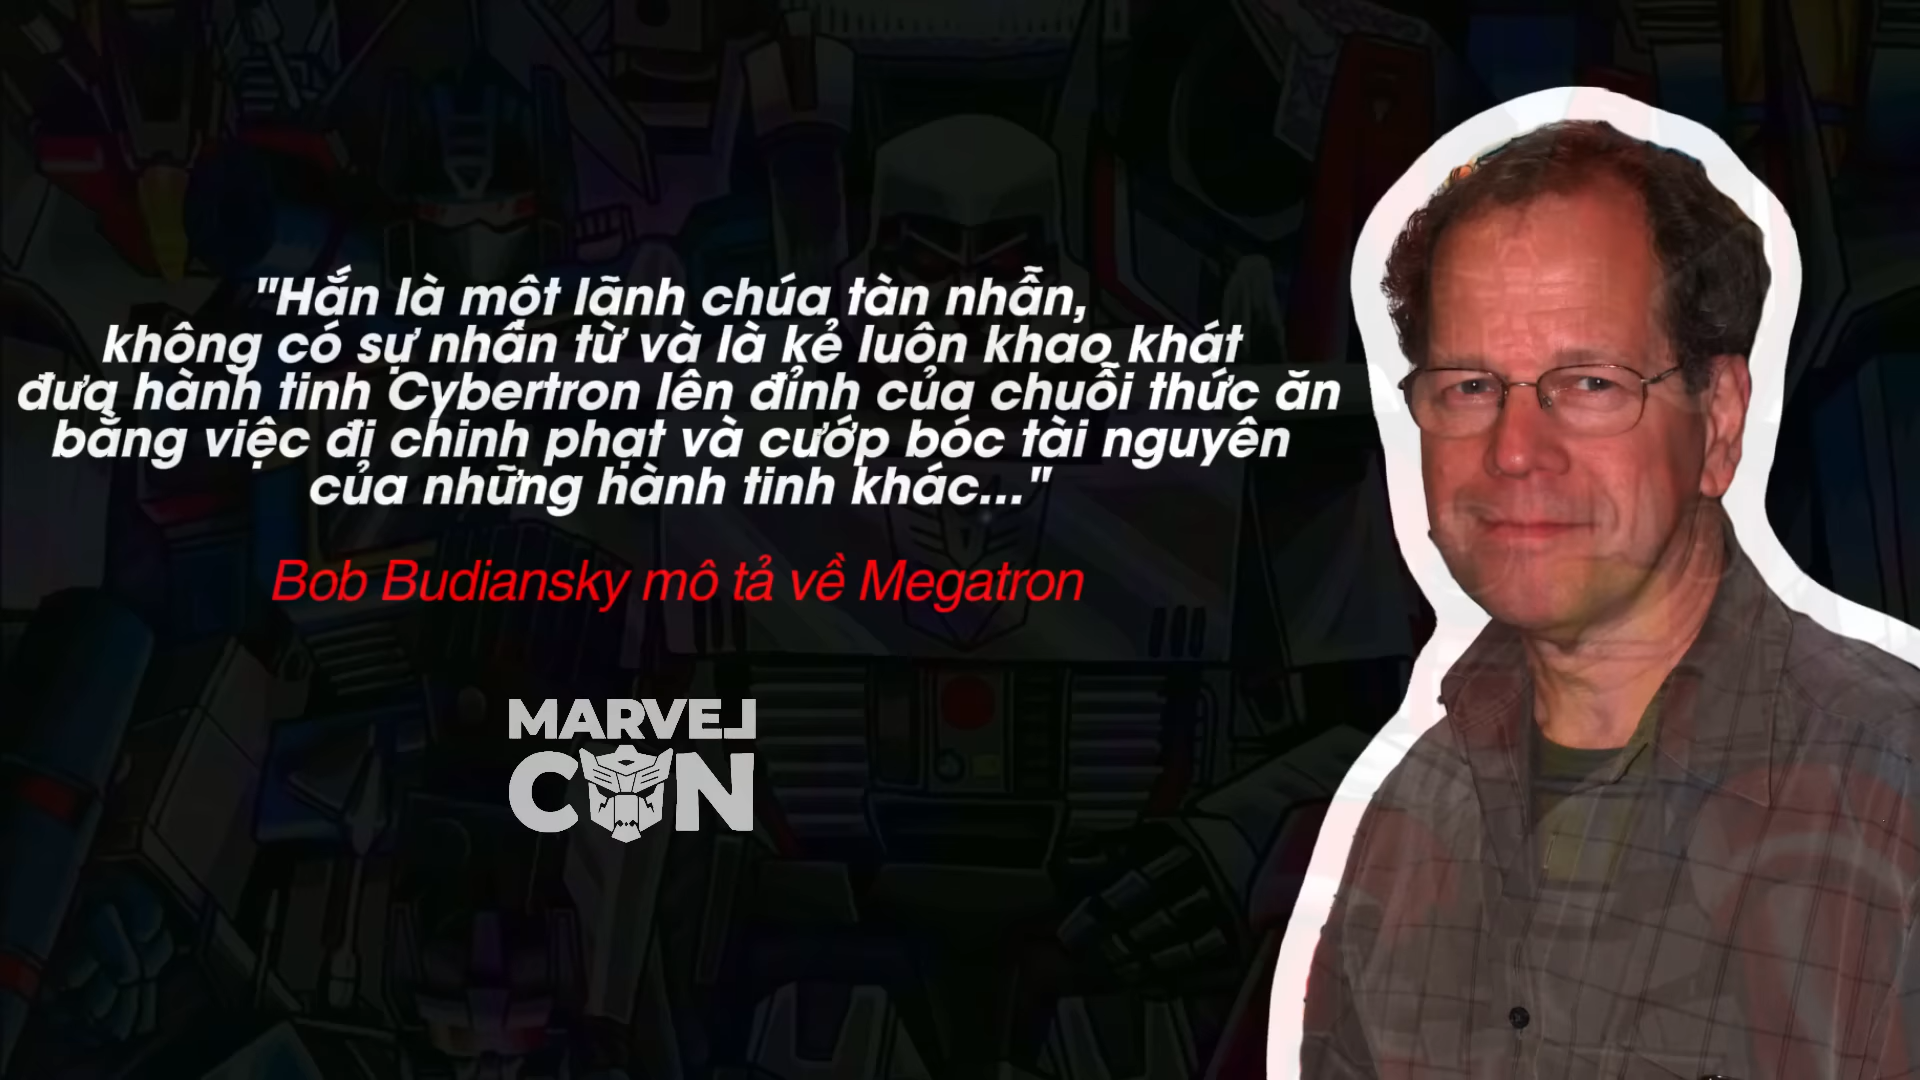 "Hắn là một lãnh chúa tàn nhẫn,
không có sự nhân từ và là kẻ luôn khao khát
đưa hành tinh Cybertron lên đỉnh của chuỗi thức ăn
bằng việc đi chinh phạt và cướp bóc tài nguyên
của những hành tinh khác..."
Bob Budiansky mô tả về Megatron
MARVEL
CON